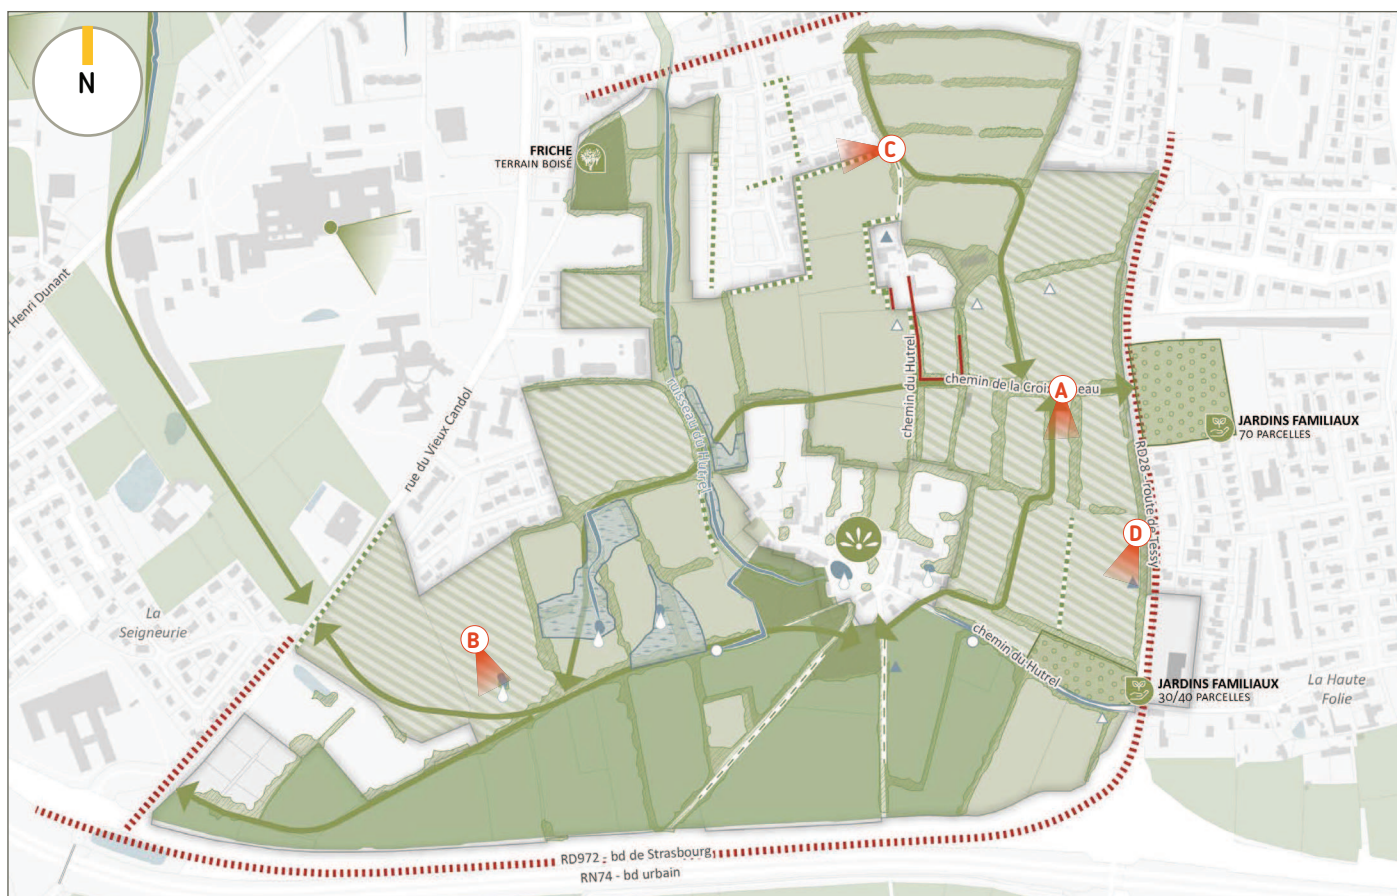 N
FRICHE
TERRAIN BOISÉ
C
Henri Dunant
rue du Vieux Candol
ruisseau du Hutrel
chemin du Hutrel
chemin de la Croi
eau
A
JARDINS FAMILIAUX
70 PARCELLES
RD28 - route de Tessy
D
La
Seigneurie
B
chemin du Hutrel
JARDINS FAMILIAUX
30/40 PARCELLES
La Haute
Folie
RD972 - bd de Strasbourg
RN74 - bd urbain